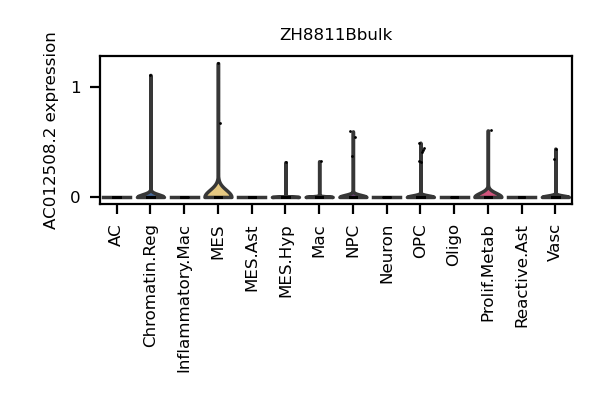 ZH8811Bbulk
AC012508.2 expression
1
0
AC
Chromatin.Reg
Inflammatory.Mac
MES
MES.Ast
MES.Hyp
Mac
NPC
Neuron
OPC
Oligo
Prolif.Metab
Reactive.Ast
Vasc